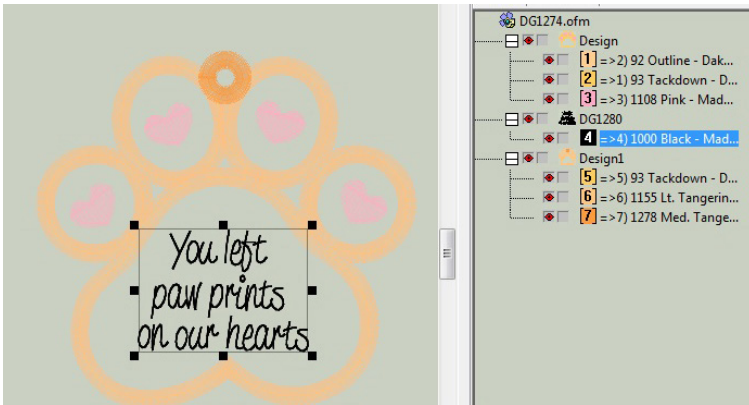 You left
paw prints
on our hearts
DG1274.ofm
Design
1 =>2) 92 Outline - Dak...
2 =>1) 93 Tackdown - D...
3 =>3) 1108 Pink - Mad...
DG1280
4 =>4) 1000 Black - Mad...
Design1
5 =>5) 93 Tackdown - D...
6 =>6) 1155 Lt. Tangerin...
7 =>7) 1278 Med. Tange...